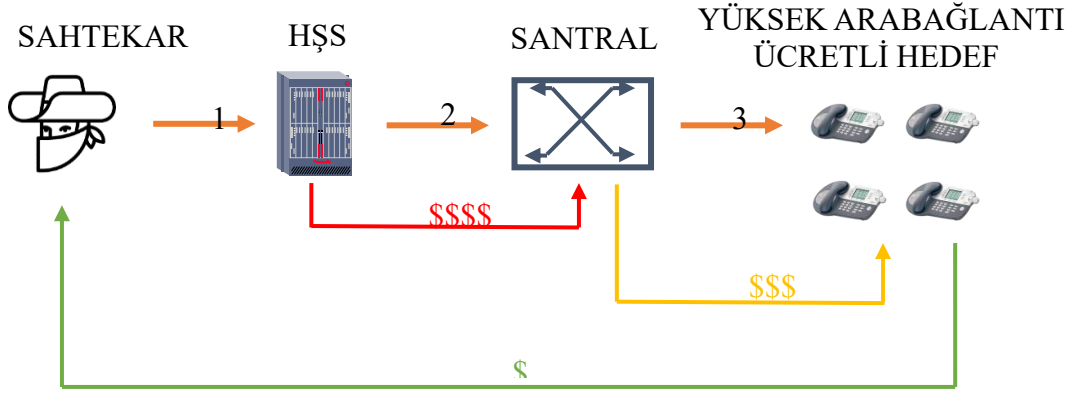 SAHTEKAR
HŞS
SANTRAL
YÜKSEK ARABAĞLANTI
ÜCRETLİ HEDEF
1
2
3
$$$$
$$$
$